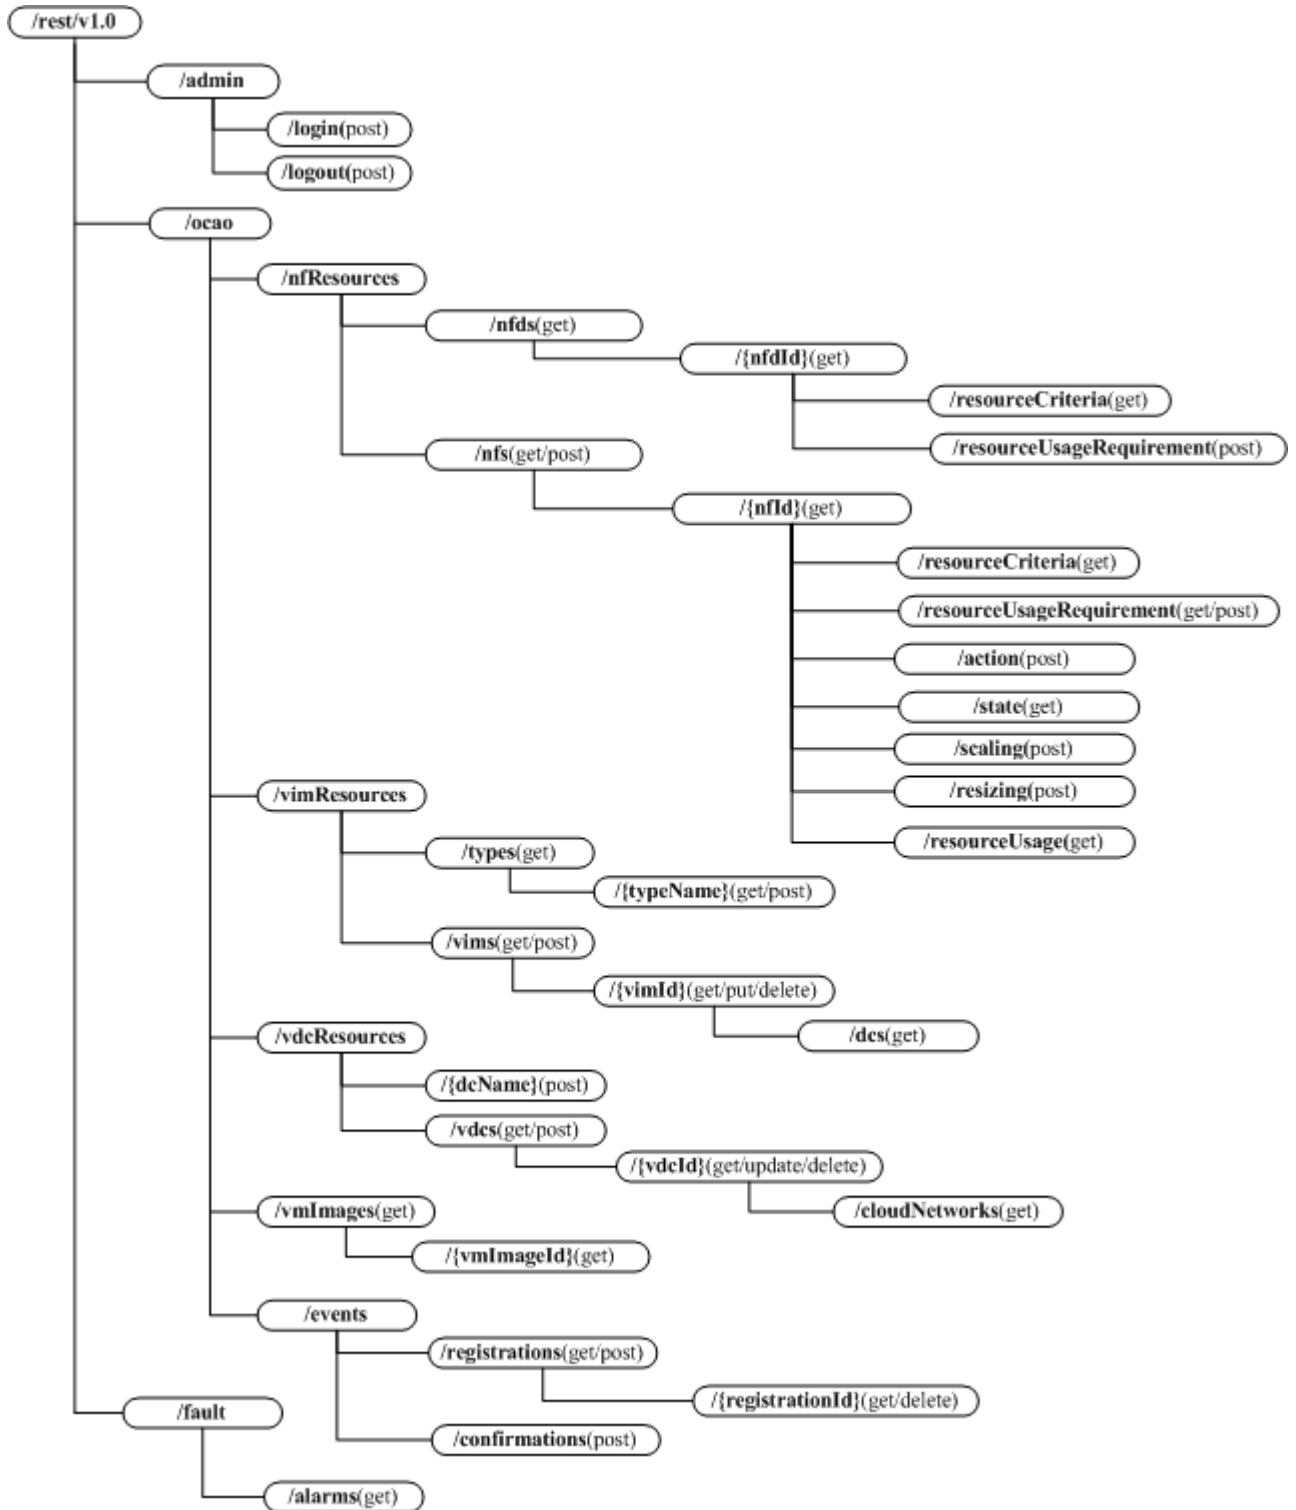 /rest/v1.0
/admin
/login(post)
/logout(post)
/ocao
/nfResources
/nfds(get)
/{nfdId}(get)
/resourceCriteria(get)
/resourceUsageRequirement(post)
/nfs(get/post)
/{nfId}(get)
/resourceCriteria(get)
/resourceUsageRequirement(get/post)
/action(post)
/state(get)
/scaling(post)
/resizing(post)
/resourceUsage(get)
/vimResources
/types(get)
/{typeName}(get/post)
/vims(get/post)
/{vimId}(get/put/delete)
/dcs(get)
/vdcResources
/{dcName}(post)
/vdcs(get/post)
/{vdcId}(get/update/delete)
/cloudNetworks(get)
/vmImages(get)
/{vmImageId}(get)
/events
/registrations(get/post)
/{registrationId}(get/delete)
/confirmations(post)
/fault
/alarms(get)